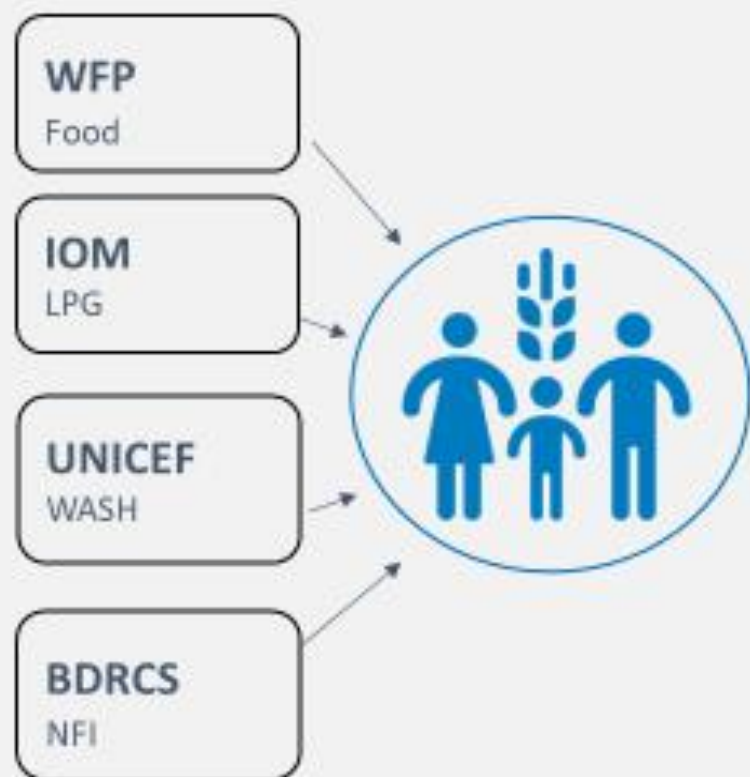 WFP
Food
IOM
LPG
UNICEF
WASH
BDRCS
NFI